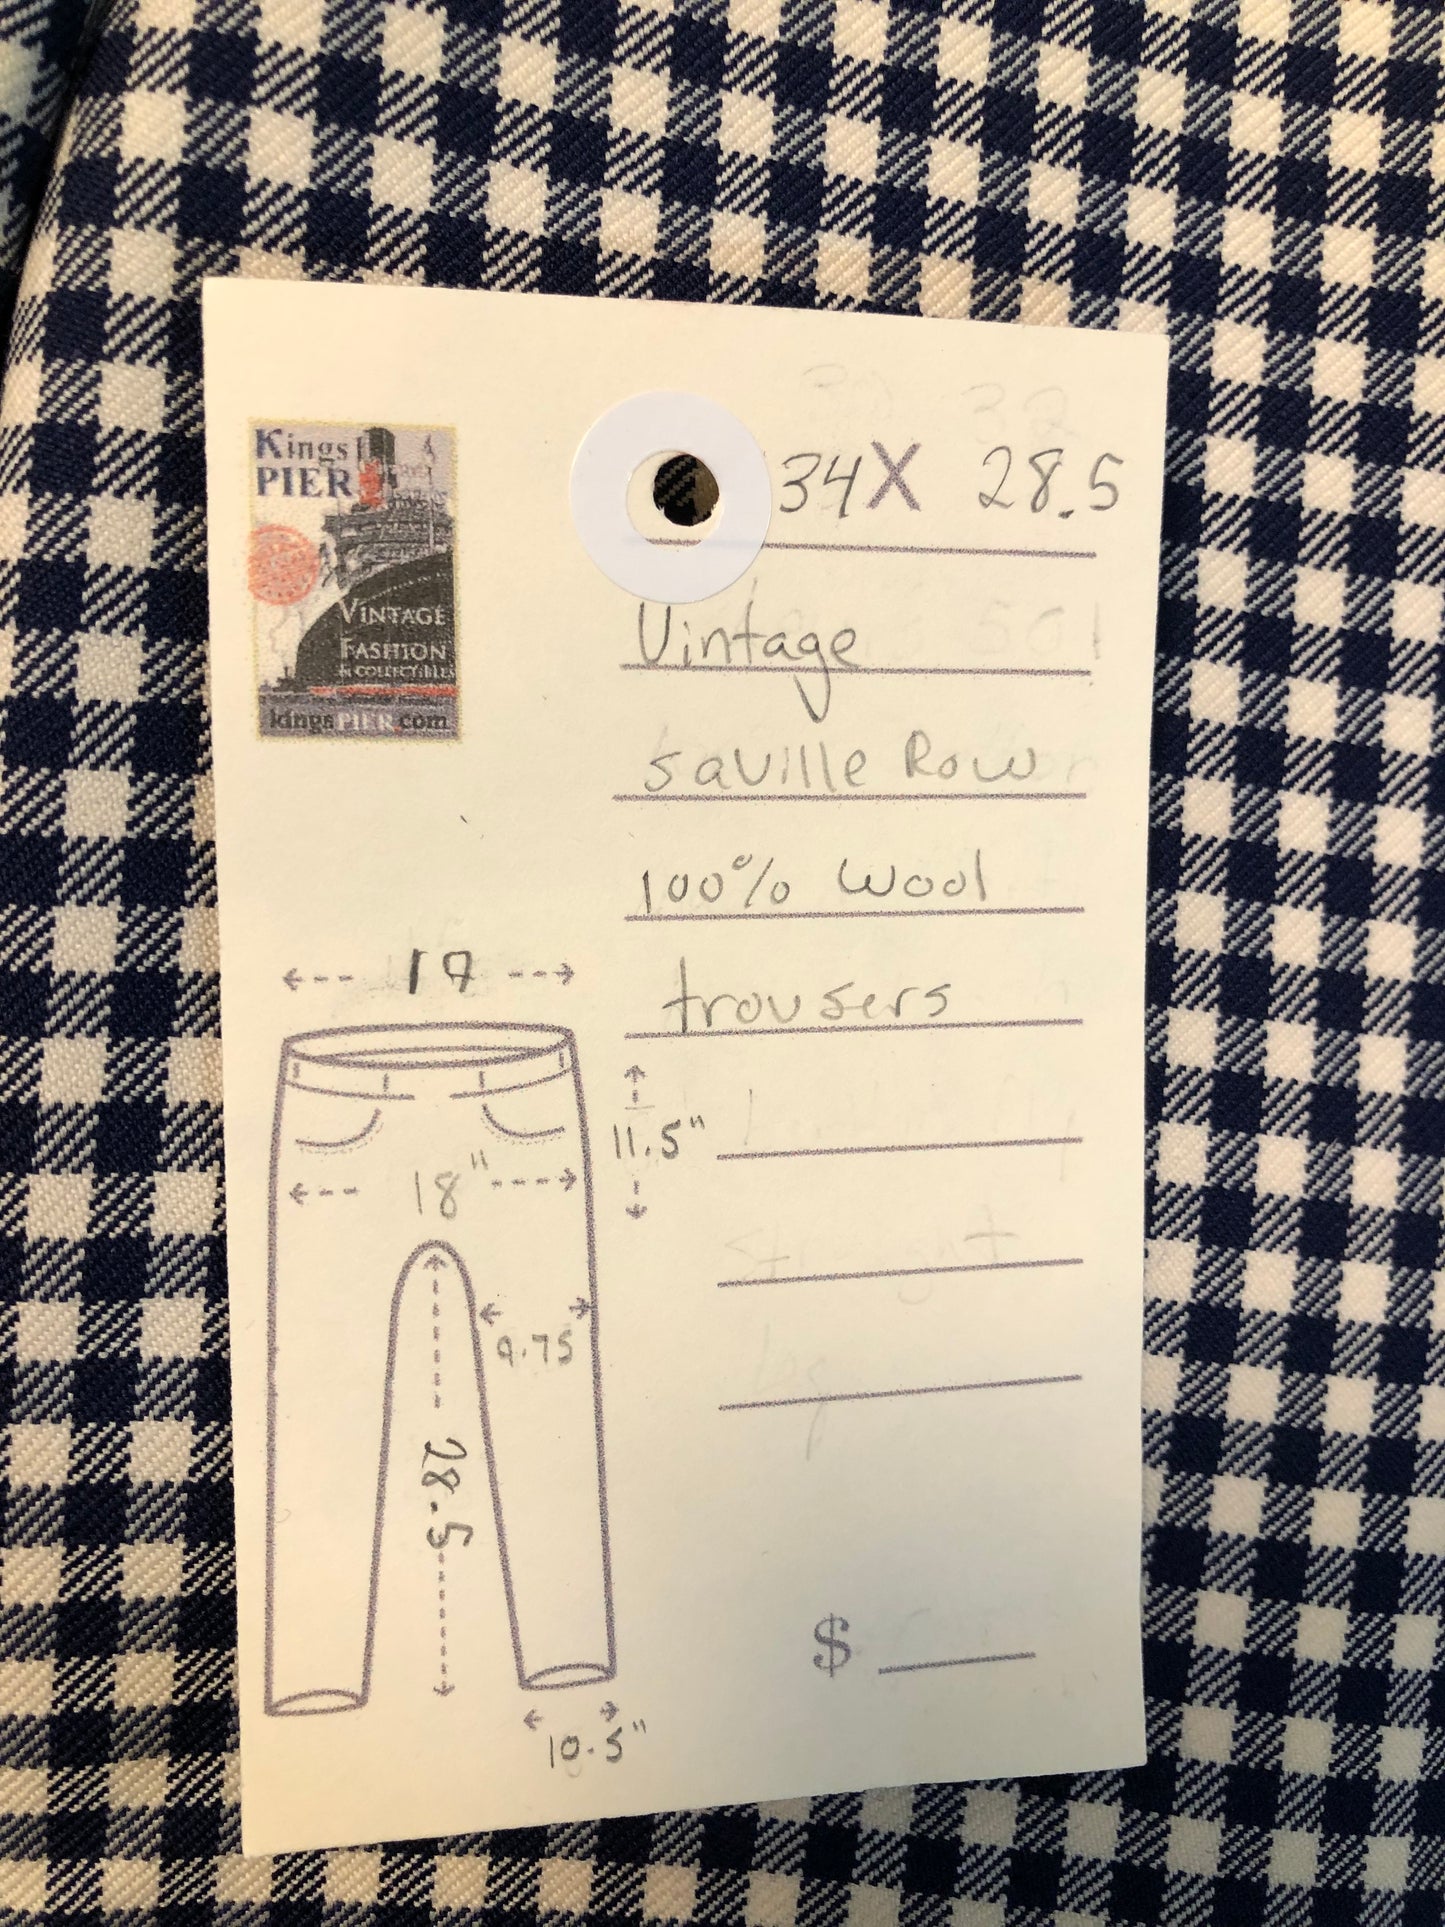 Kings
PIER
VINTAGE
FASHION
& COLLECTIBLES
kingsPIER.com
34 X 28.5
Vintage
saville Row
100% wool
trousers
17
11.5"
18"
9.75
28.5
10.5"
$